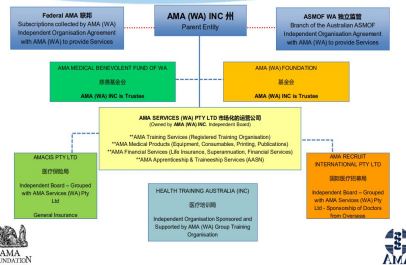 Federal AMA 联邦
Subscriptions collected by AMA (WA)
Independent Organisation Agreement
with AMA (WA) to provide Services
AMA (WA) INC 州
Parent Entity
ASMOF WA 独立监管
Branch of the Australian ASMOF
Independent Organisation Agreement
with AMA (WA) to provide Services
AMA MEDICAL BENEVOLENT FUND OF WA
慈善基金会
AMA (WA) INC is Trustee
AMA (WA) FOUNDATION
基金会
AMA (WA) INC is Trustee
AMA SERVICES (WA) PTY LTD 市场化的运营公司
(Owned by AMA (WA) INC. Independent Board)
**AMA Training Services (Registered Training Organisation)
**AMA Medical Products (Equipment, Consumables, Printing, Publications)
**AMA Financial Services (Life Insurance, Superannuation, Financial Services)
**AMA Apprenticeship & Traineeship Services (AASN)
AMACIS PTY LTD
医疗保险局
Independent Board – Grouped
with AMA Services (WA) Pty
Ltd
General Insurance
HEALTH TRAINING AUSTRALIA (INC)
医疗培训局
Independent Organisation Sponsored and
Supported by AMA (WA) Group Training
Organisation
AMA RECRUIT
INTERNATIONAL PTY LTD
国际医疗招募局
Independent Board – Grouped
with AMA Services (WA) Pty
Ltd - Sponsorship of Doctors
from Overseas
AMA
FOUNDATION
AMA